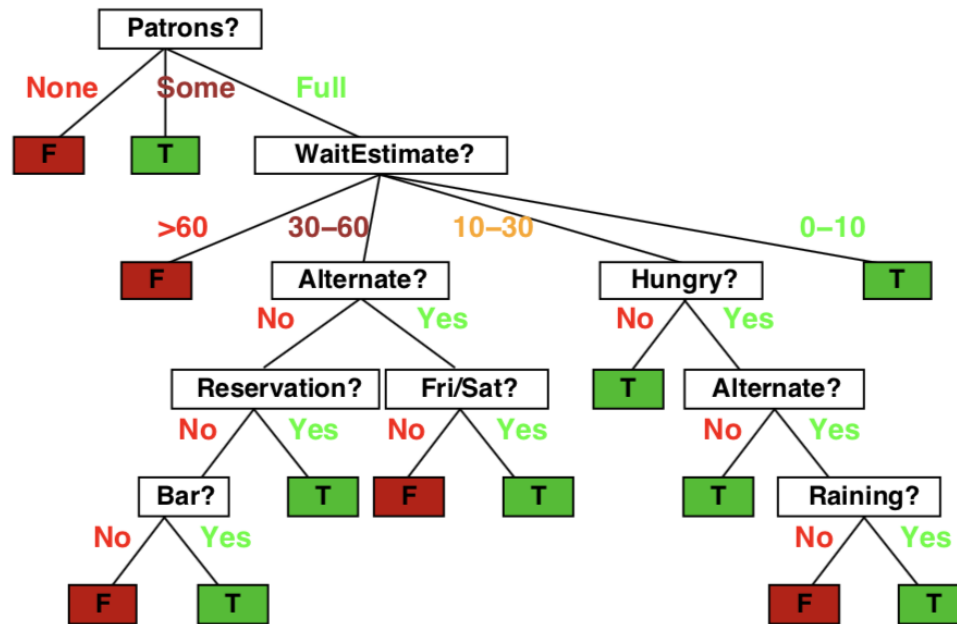 Patrons?
None Some Full
F T WaitEstimate?
>60 30–60 10–30 0–10
F Alternate? Hungry? T
No Yes No Yes
Reservation? Fri/Sat? T Alternate?
No Yes No Yes No Yes
Bar? T F T T Raining?
No Yes No Yes
F T F T